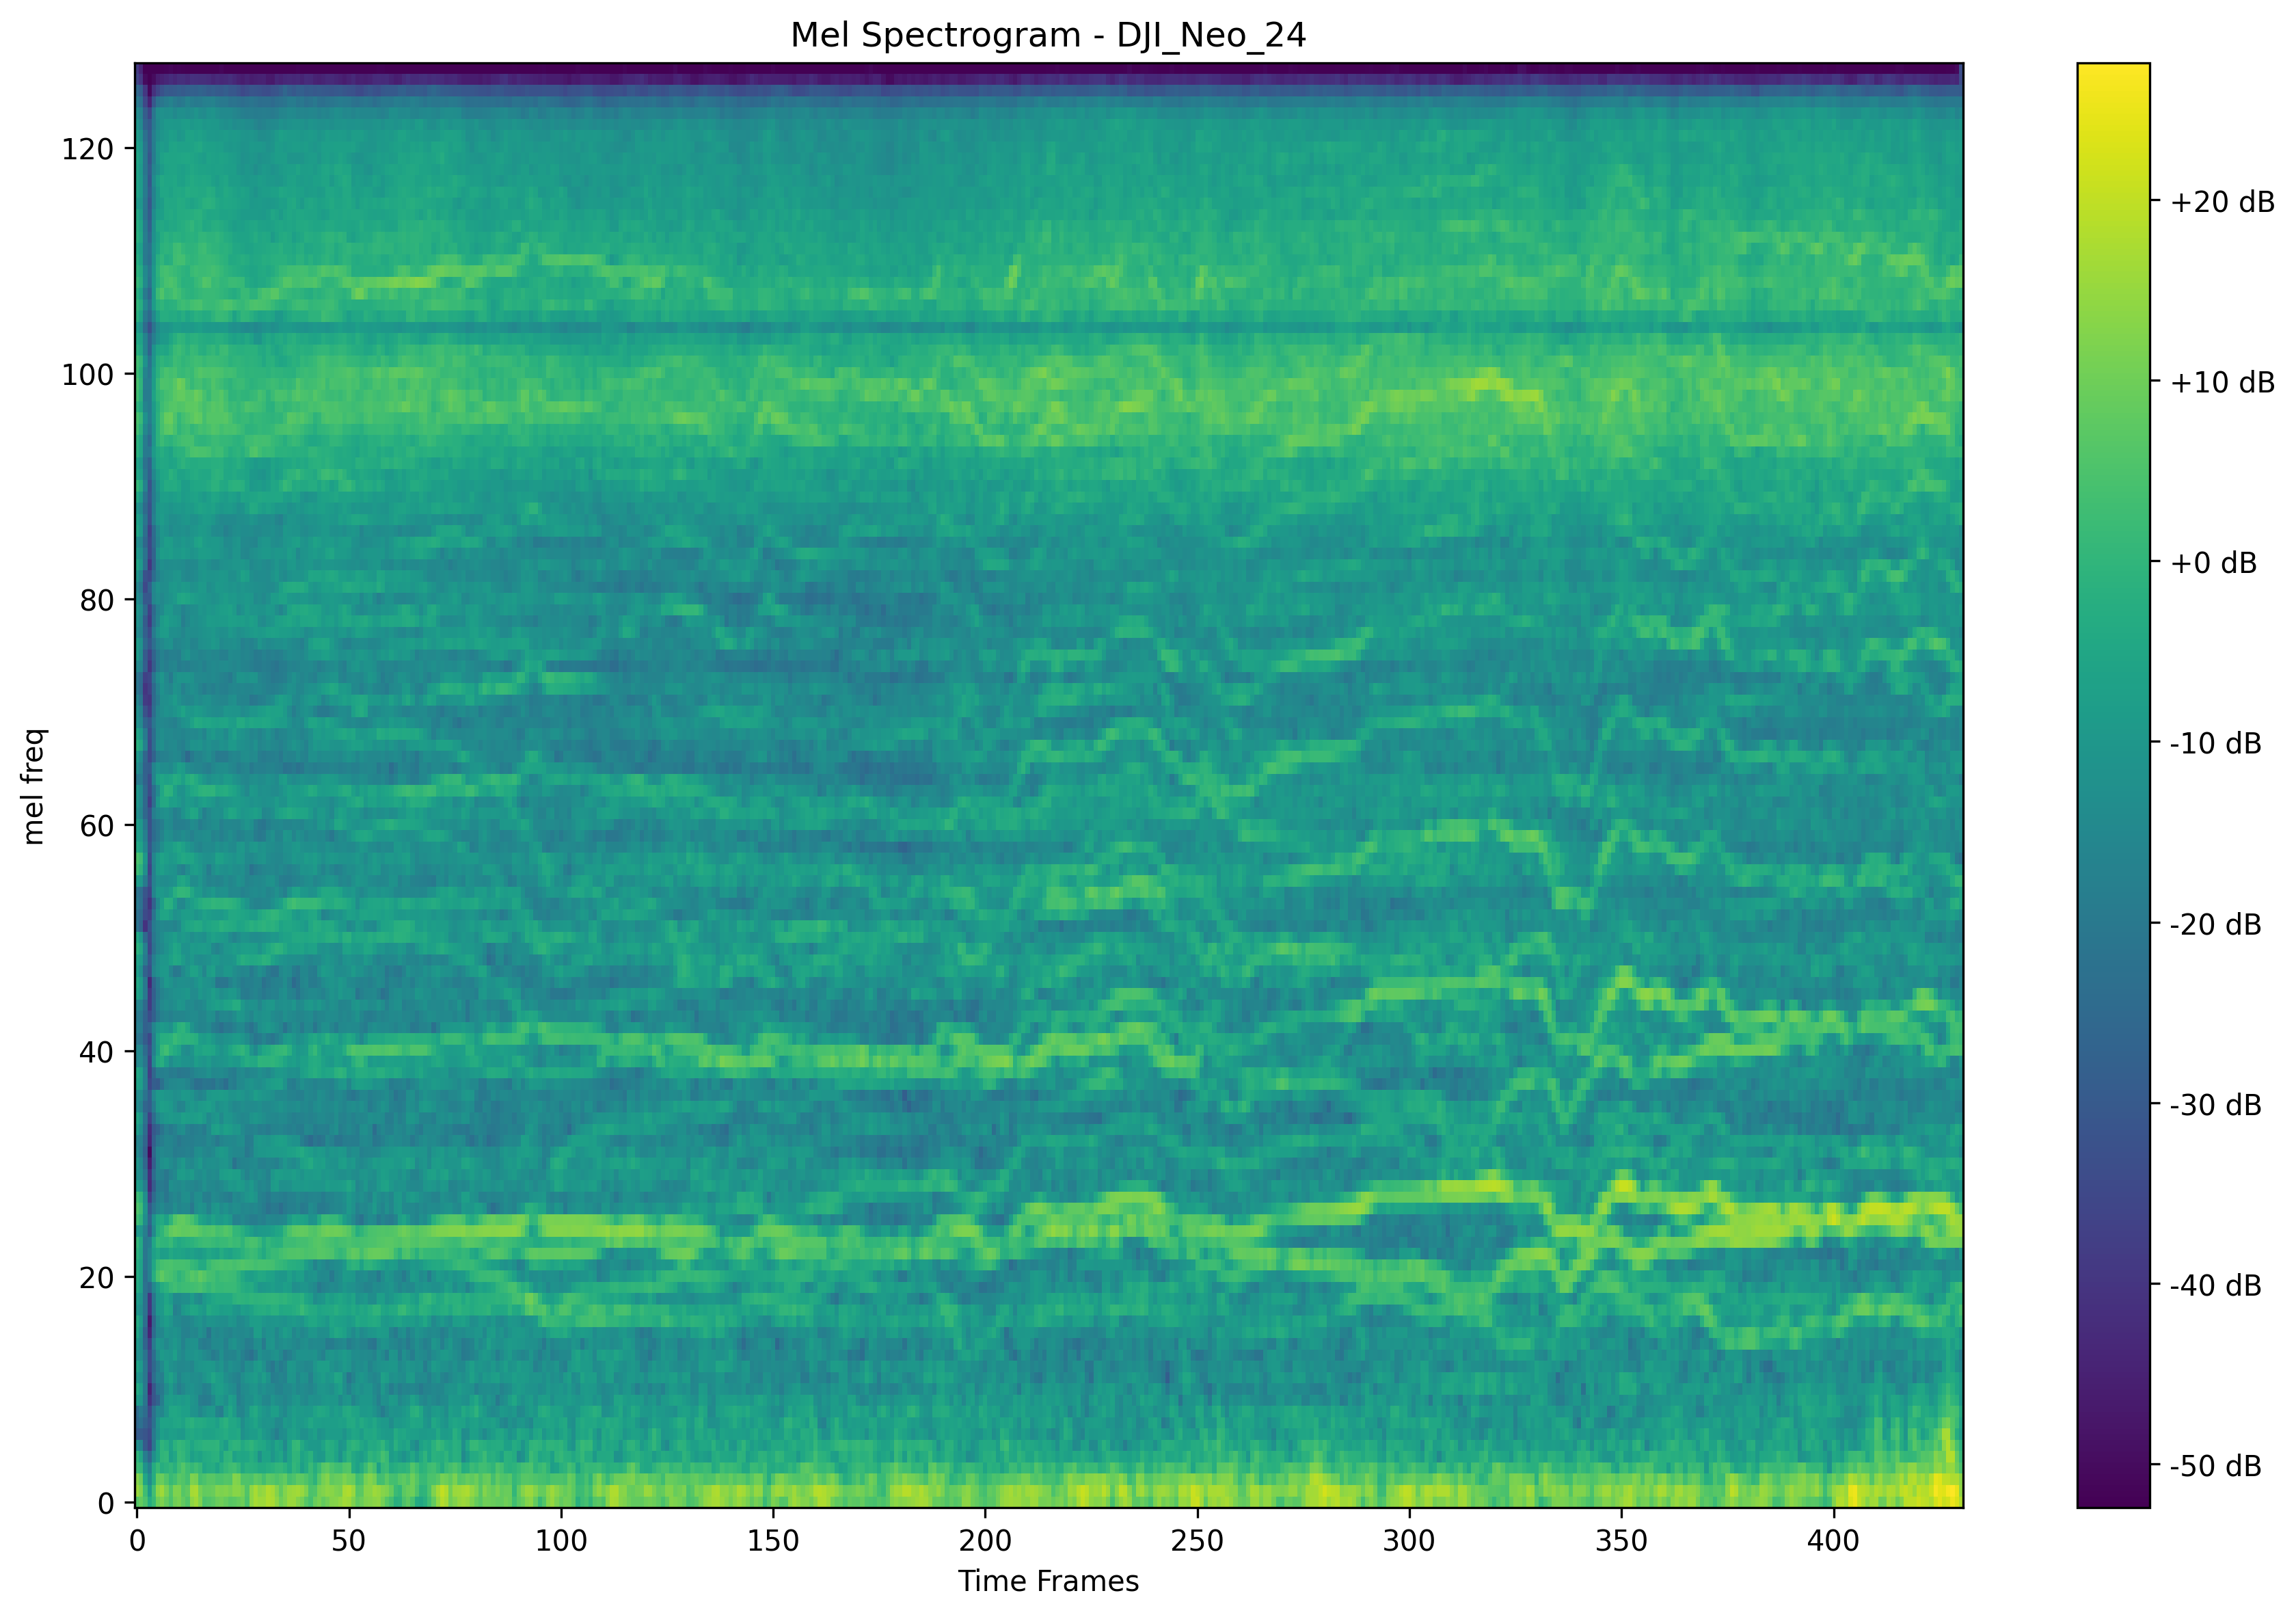 Mel Spectrogram - DJI_Neo_24
mel freq
120
100
80
60
40
20
0
0 50 100 150 200 250 300 350 400
Time Frames
+20 dB
+10 dB
+0 dB
-10 dB
-20 dB
-30 dB
-40 dB
-50 dB